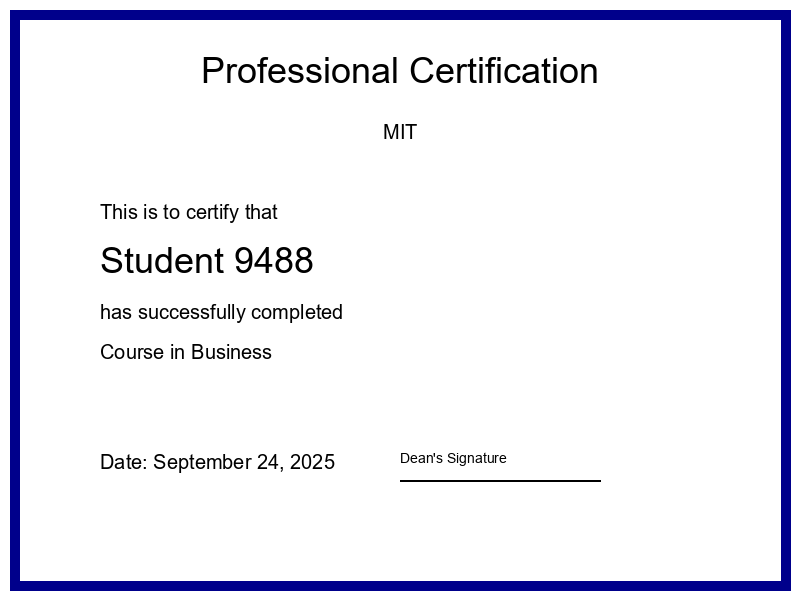 Professional Certification
MIT
This is to certify that
Student 9488
has successfully completed
Course in Business
Date: September 24, 2025
Dean's Signature